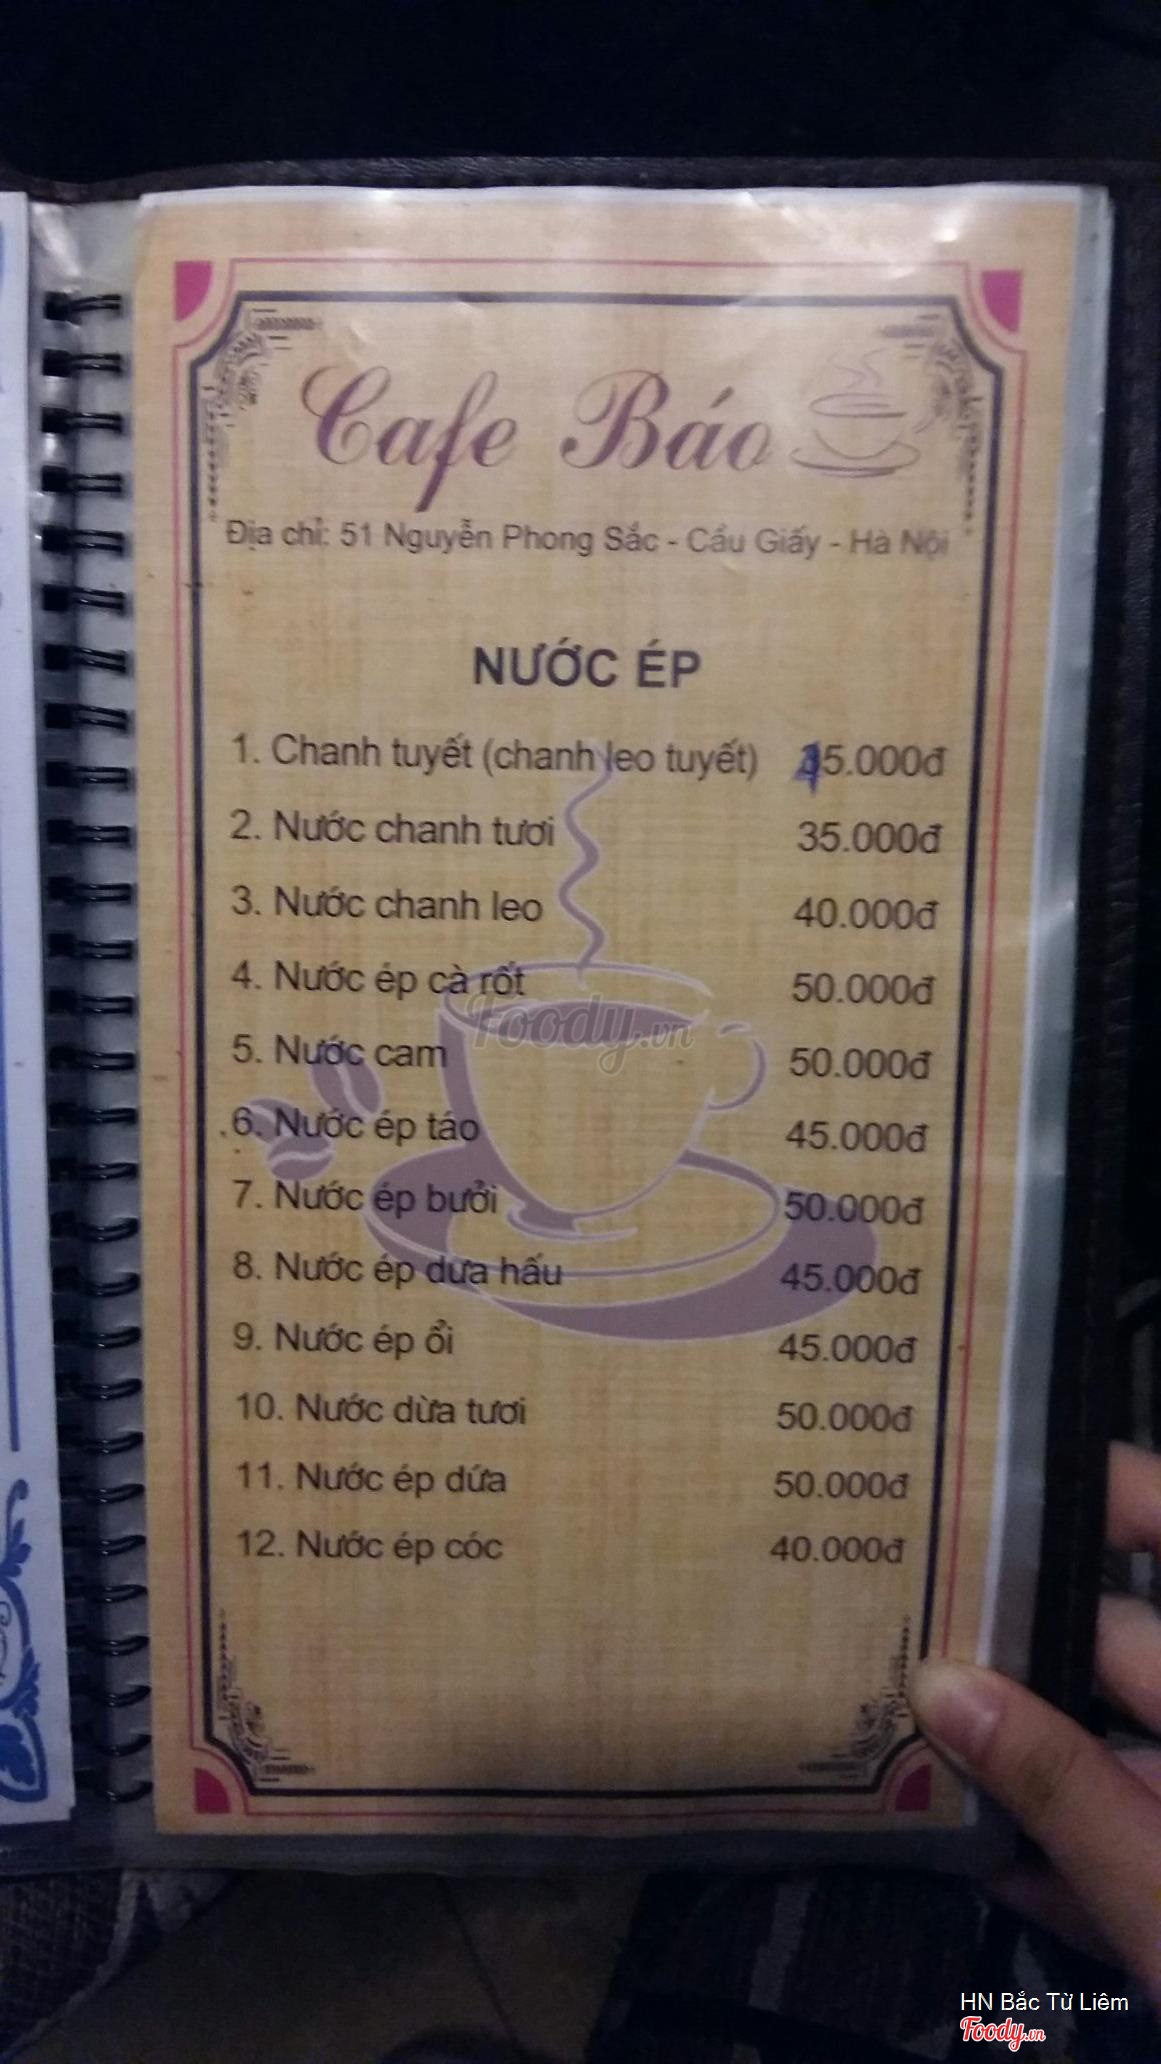 Cafe Báo
Địa chỉ: 51 Nguyễn Phong Sắc - Cầu Giấy - Hà Nội
NƯỚC ÉP
1. Chanh tuyết (chanh leo tuyết) 45.000đ
2. Nước chanh tươi 35.000đ
3. Nước chanh leo 40.000đ
4. Nước ép cà rốt 50.000đ
Foody.vn
5. Nước cam 50.000đ
6. Nước ép táo 45.000đ
7. Nước ép bưởi 50.000đ
8. Nước ép dưa hấu 45.000đ
9. Nước ép ổi 45.000đ
10. Nước dừa tươi 50.000đ
11. Nước ép dứa 50.000đ
12. Nước ép cóc 40.000đ
HN Bắc Từ Liêm
Foody.vn